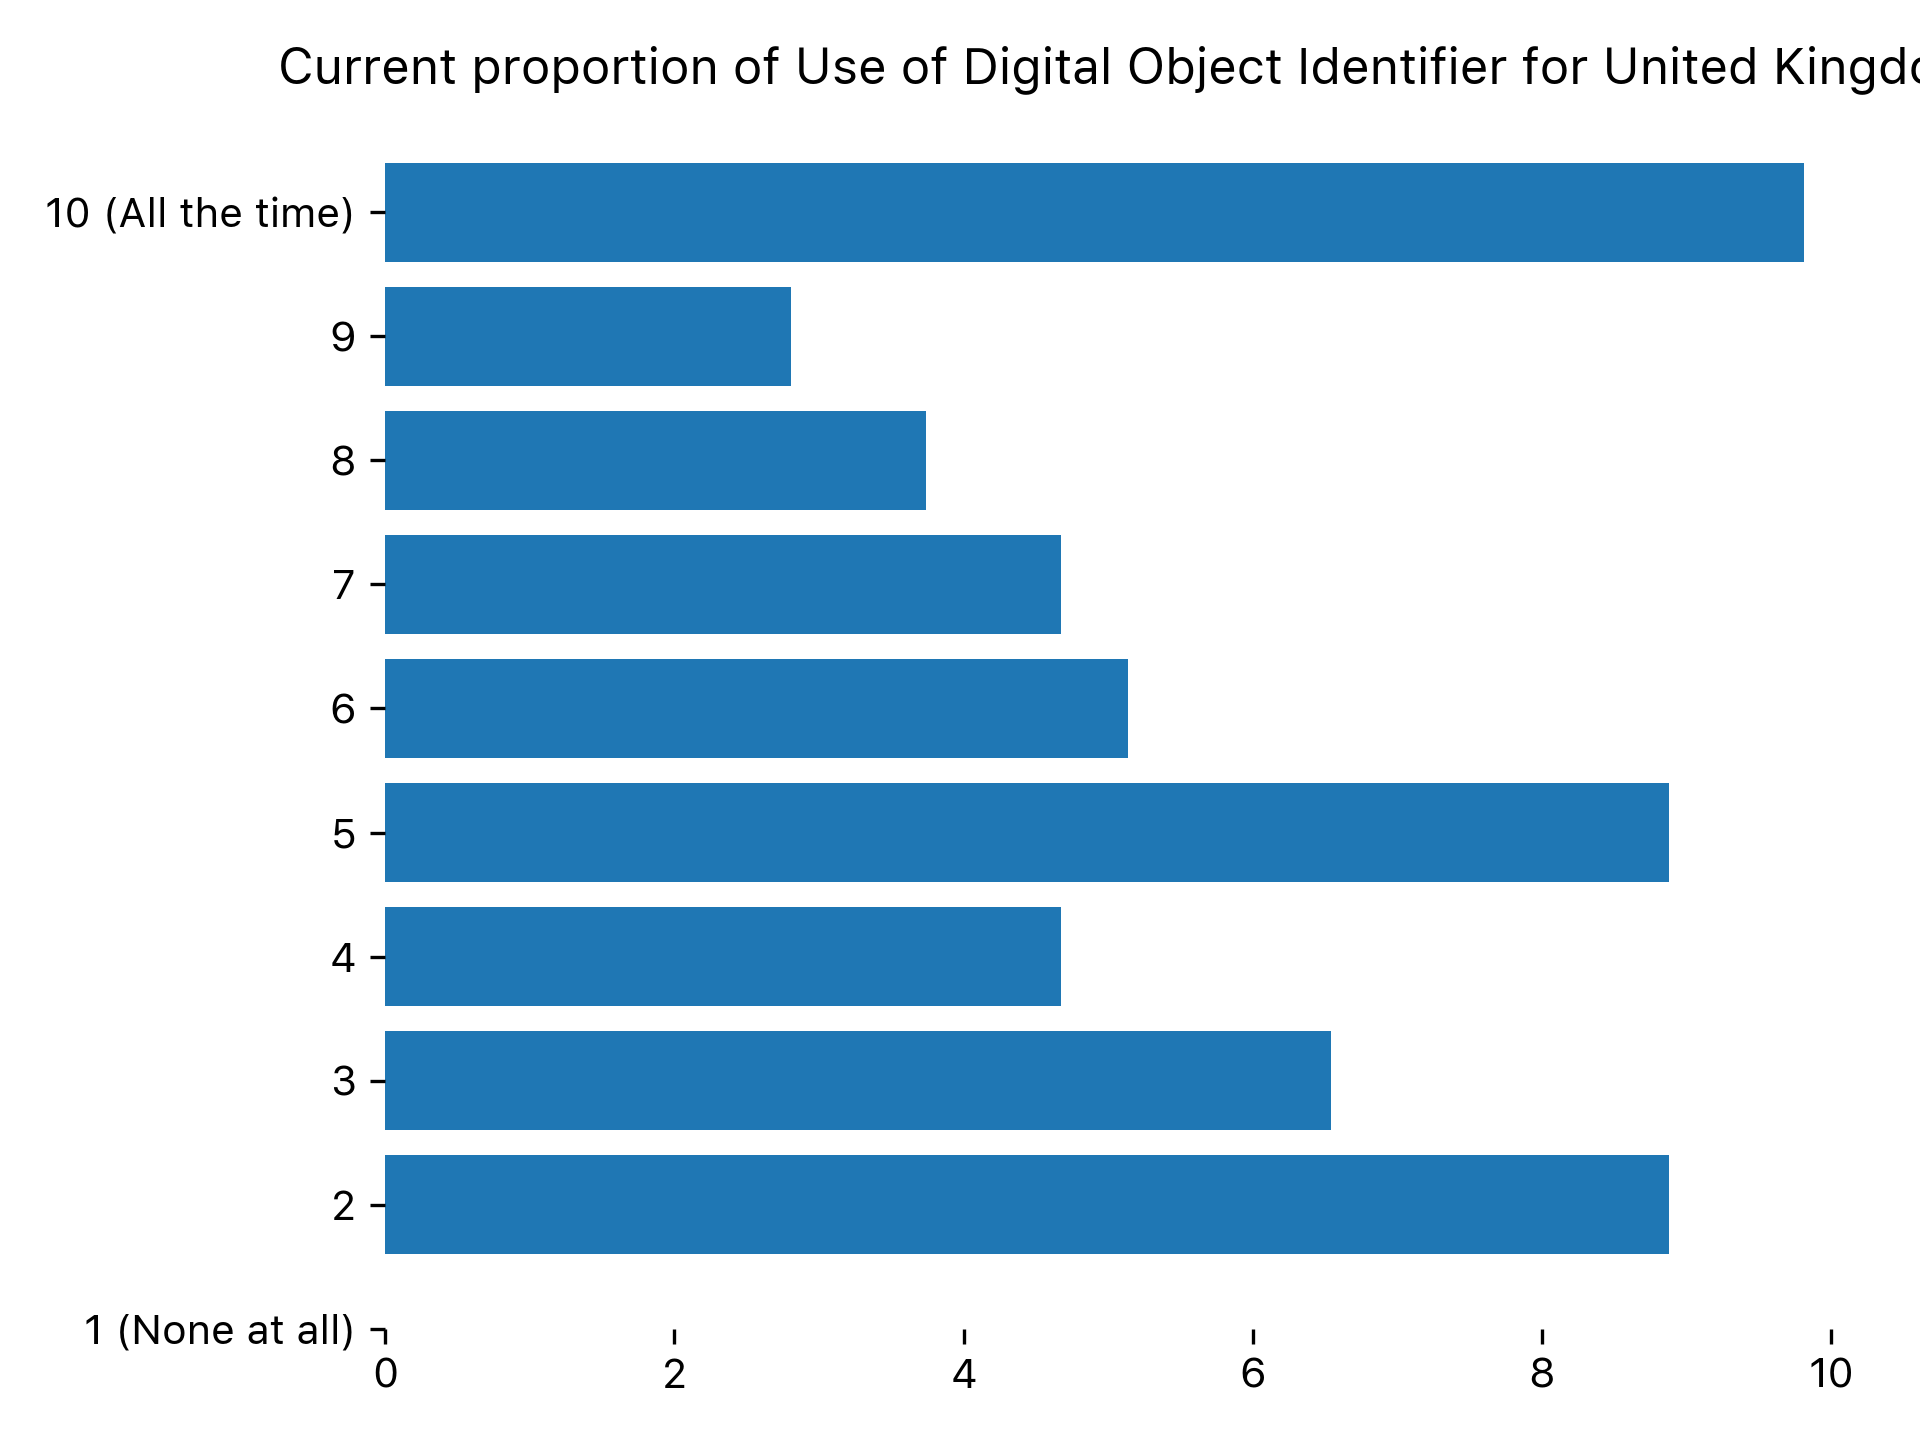 Current proportion of Use of Digital Object Identifier for United Kingdo
10 (All the time)
9
8
7
6
5
4
3
2
1 (None at all)
0 2 4 6 8 10